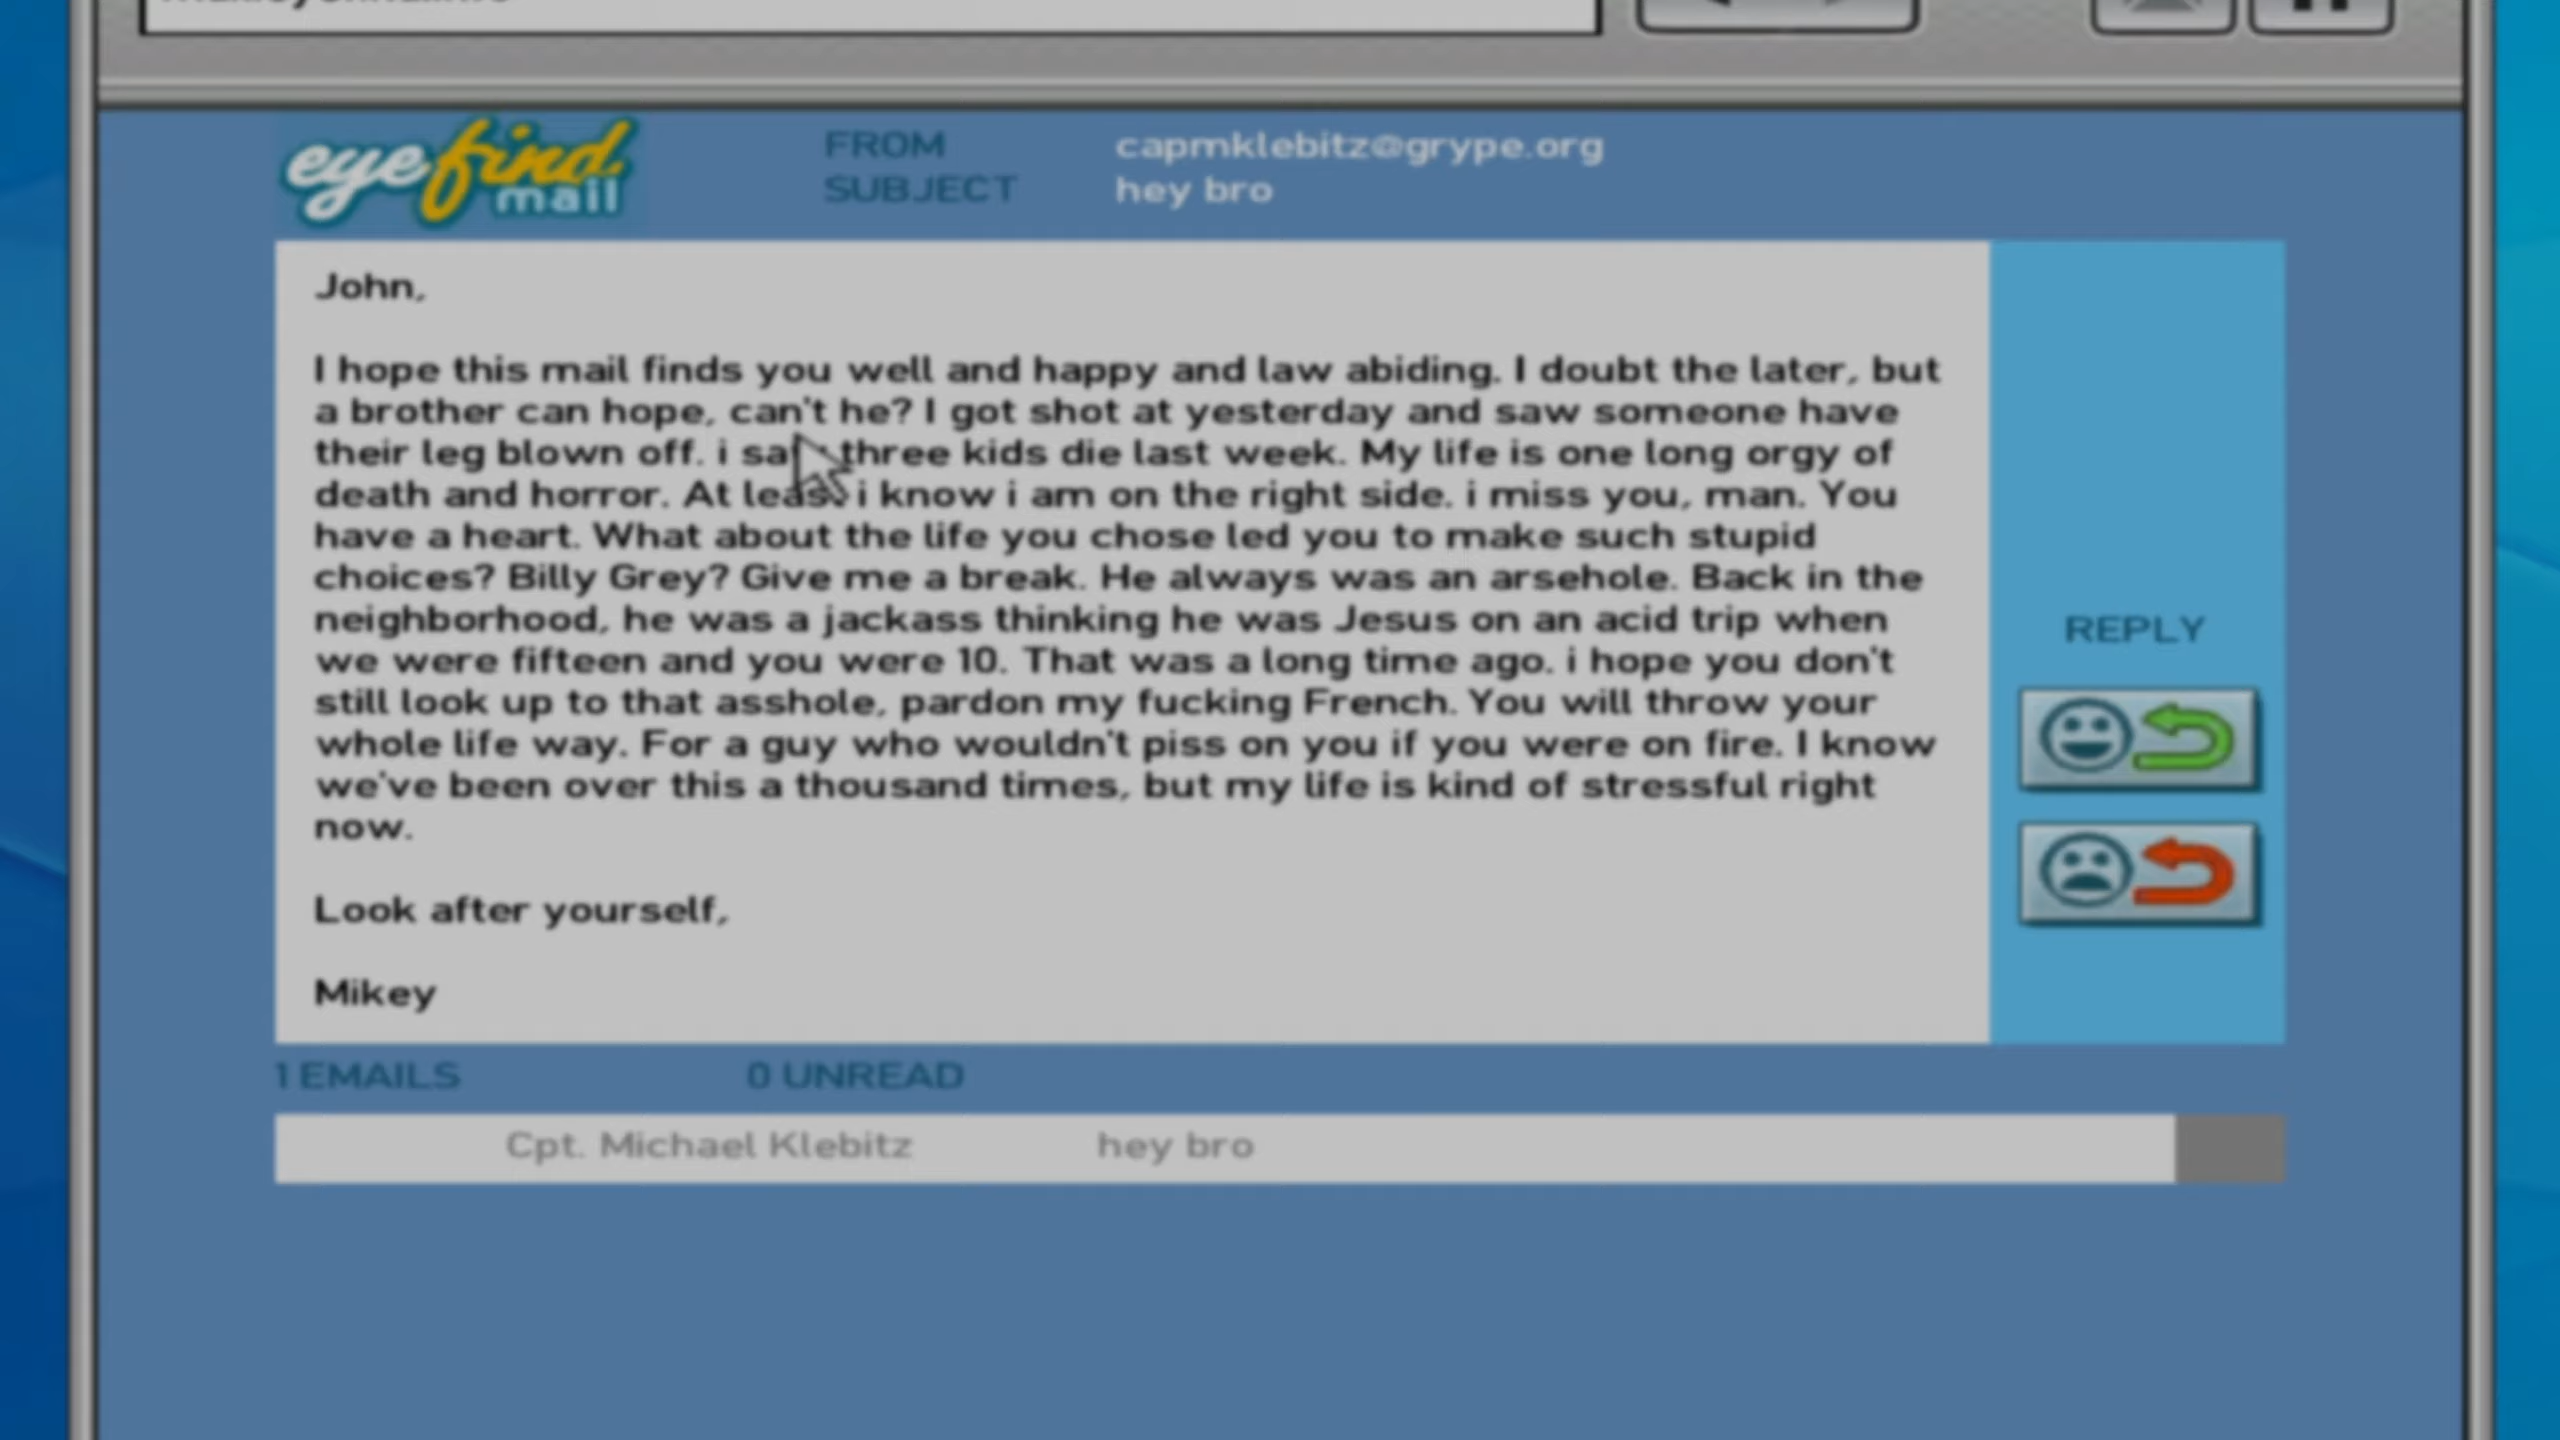 eyefind mail
FROM capmklebitz@grype.org
SUBJECT hey bro
John,
I hope this mail finds you well and happy and law abiding. I doubt the later, but
a brother can hope, can't he? I got shot at yesterday and saw someone have
their leg blown off. i saw three kids die last week. My life is one long orgy of
death and horror. At least i know i am on the right side. i miss you, man. You
have a heart. What about the life you chose led you to make such stupid
choices? Billy Grey? Give me a break. He always was an arsehole. Back in the
neighborhood, he was a jackass thinking he was Jesus on an acid trip when
we were fifteen and you were 10. That was a long time ago. i hope you don't
still look up to that asshole, pardon my fucking French. You will throw your
whole life way. For a guy who wouldn't piss on you if you were on fire. I know
we've been over this a thousand times, but my life is kind of stressful right
now.
Look after yourself,
Mikey
REPLY
1 EMAILS 0 UNREAD
Cpt. Michael Klebitz hey bro